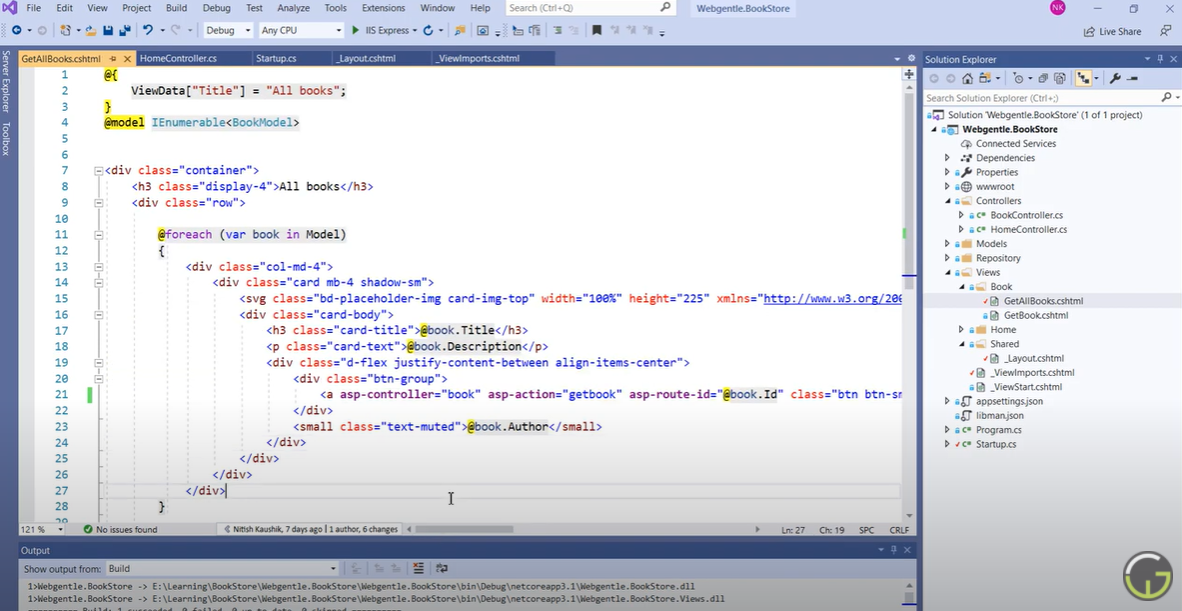 File Edit View Project Build Debug Test Analyze Tools Extensions Window Help Search (Ctrl+Q) Webgentle.BookStore NK
Debug Any CPU IIS Express Live Share
Server Explorer
Toolbox
GetAllBooks.cshtml HomeController.cs Startup.cs _Layout.cshtml _ViewImports.cshtml
1 @{
2 ViewData["Title"] = "All books";
3 }
4 @model IEnumerable<BookModel>
5
6
7 <div class="container">
8 <h3 class="display-4">All books</h3>
9 <div class="row">
10
11 @foreach (var book in Model)
12 {
13 <div class="col-md-4">
14 <div class="card mb-4 shadow-sm">
15 <svg class="bd-placeholder-img card-img-top" width="100%" height="225" xmlns="http://www.w3.org/200
16 <div class="card-body">
17 <h3 class="card-title">@book.Title</h3>
18 <p class="card-text">@book.Description</p>
19 <div class="d-flex justify-content-between align-items-center">
20 <div class="btn-group">
21 <a asp-controller="book" asp-action="getbook" asp-route-id="@book.Id" class="btn btn-sm
22 </div>
23 <small class="text-muted">@book.Author</small>
24 </div>
25 </div>
26 </div>
27 </div>
28 }
121 % No issues found Nitish Kaushik, 7 days ago | 1 author, 6 changes Ln: 27 Ch: 19 SPC CRLF
Output
Show output from: Build
1>Webgentle.BookStore -> E:\Learning\BookStore\Webgentle.BookStore\Webgentle.BookStore\bin\Debug\netcoreapp3.1\Webgentle.BookStore.dll
1>Webgentle.BookStore -> E:\Learning\BookStore\Webgentle.BookStore\Webgentle.BookStore\bin\Debug\netcoreapp3.1\Webgentle.BookStore.Views.dll
Solution Explorer
Search Solution Explorer (Ctrl+;)
Solution 'Webgentle.BookStore' (1 of 1 project)
Webgentle.BookStore
Connected Services
Dependencies
Properties
wwwroot
Controllers
BookController.cs
HomeController.cs
Models
Repository
Views
Book
GetAllBooks.cshtml
GetBook.cshtml
Home
Shared
_Layout.cshtml
_ViewImports.cshtml
_ViewStart.cshtml
appsettings.json
libman.json
Program.cs
Startup.cs